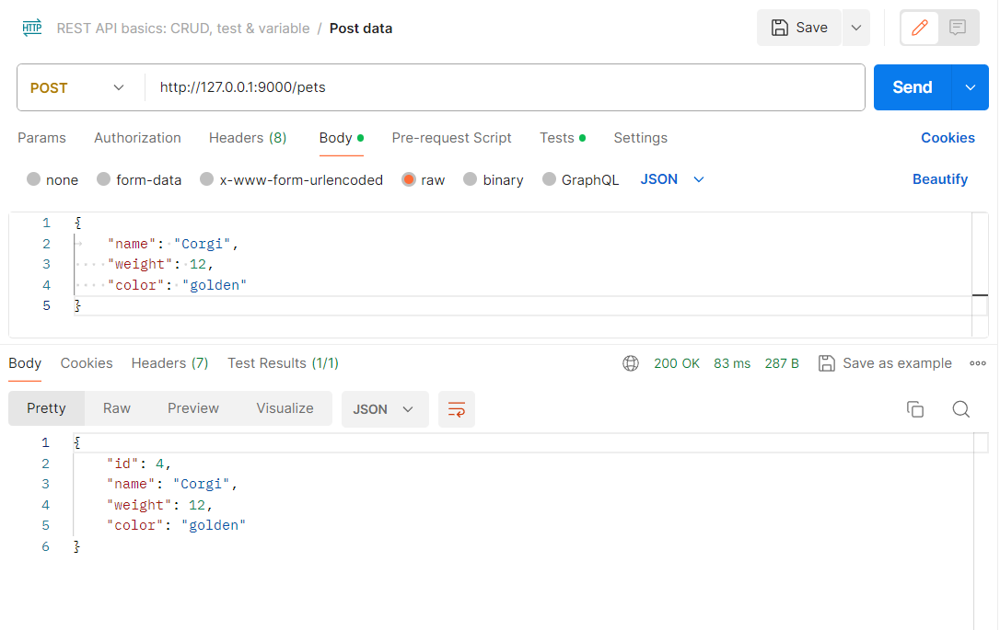 HTTP REST API basics: CRUD, test & variable / Post data Save
POST http://127.0.0.1:9000/pets Send
Params Authorization Headers (8) Body Pre-request Script Tests Settings Cookies
none form-data x-www-form-urlencoded raw binary GraphQL JSON Beautify
1 {
2 "name": "Corgi",
3 "weight": 12,
4 "color": "golden"
5 }
Body Cookies Headers (7) Test Results (1/1) 200 OK 83 ms 287 B Save as example
Pretty Raw Preview Visualize JSON
1 {
2 "id": 4,
3 "name": "Corgi",
4 "weight": 12,
5 "color": "golden"
6 }